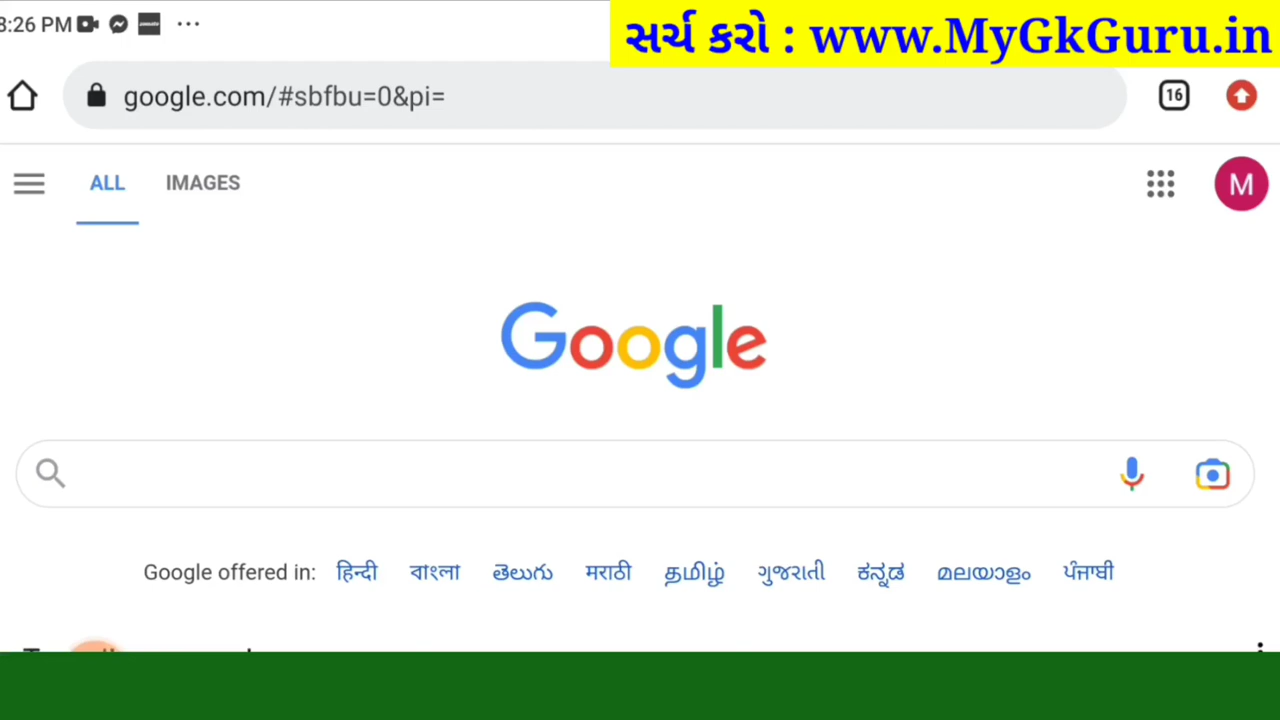 8:26 PM
સર્ચ કરો : www.MyGkGuru.in
google.com/#sbfbu=0&pi=
16
ALL IMAGES
M
Google
Google offered in: हिन्दी বাংলা తెలుగు मराठी தமிழ் ગુજરાતી ಕನ್ನಡ മലയാളം ਪੰਜਾਬੀ